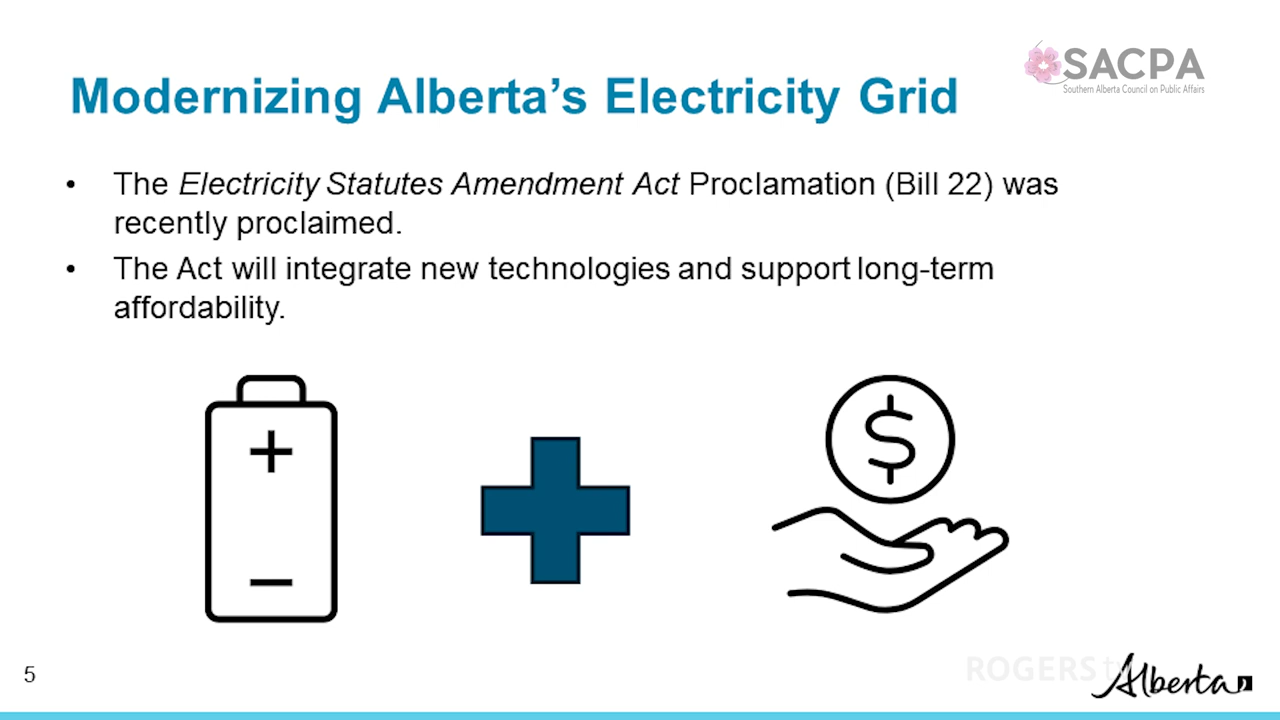 SACPA
Southern Alberta Council on Public Affairs
Modernizing Alberta’s Electricity Grid
• The Electricity Statutes Amendment Act Proclamation (Bill 22) was
recently proclaimed.
• The Act will integrate new technologies and support long-term
affordability.
+
$
−
5
ROGERS tv
Alberta